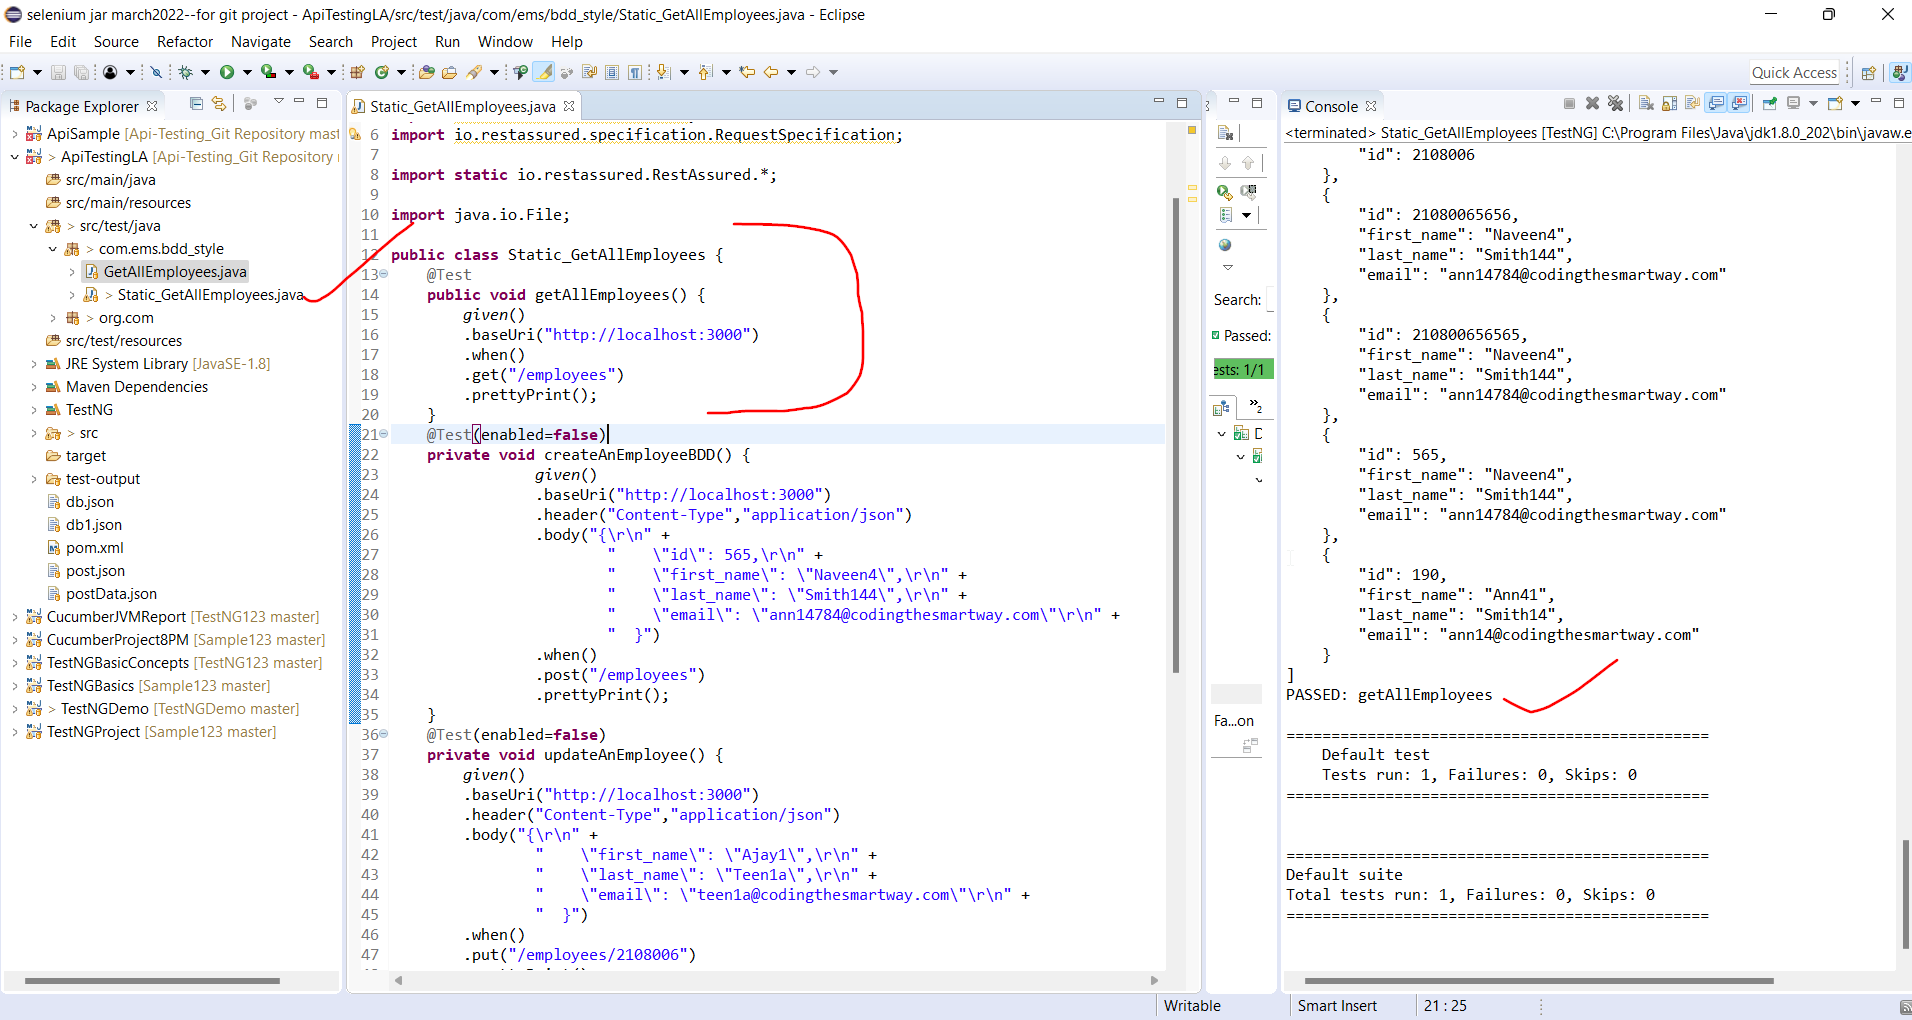 selenium jar march2022--for git project - ApiTestingLA/src/test/java/com/ems/bdd_style/Static_GetAllEmployees.java - Eclipse
File Edit Source Refactor Navigate Search Project Run Window Help
Quick Access
Package Explorer
ApiSample [Api-Testing_Git Repository mast
> ApiTestingLA [Api-Testing_Git Repository
src/main/java
src/main/resources
> src/test/java
> com.ems.bdd_style
GetAllEmployees.java
> Static_GetAllEmployees.java
> org.com
src/test/resources
JRE System Library [JavaSE-1.8]
Maven Dependencies
TestNG
> src
target
test-output
db.json
db1.json
pom.xml
post.json
postData.json
CucumberJVMReport [TestNG123 master]
CucumberProject8PM [Sample123 master]
TestNGBasicConcepts [TestNG123 master]
TestNGBasics [Sample123 master]
> TestNGDemo [TestNGDemo master]
TestNGProject [Sample123 master]
Static_GetAllEmployees.java
6 import io.restassured.specification.RequestSpecification;
7
8 import static io.restassured.RestAssured.*;
9
10 import java.io.File;
11
12 public class Static_GetAllEmployees {
13 @Test
14 public void getAllEmployees() {
15 given()
16 .baseUri("http://localhost:3000")
17 .when()
18 .get("/employees")
19 .prettyPrint();
20 }
21 @Test(enabled=false)
22 private void createAnEmployeeBDD() {
23 given()
24 .baseUri("http://localhost:3000")
25 .header("Content-Type","application/json")
26 .body("{\r\n" +
27 "    \"id\": 565,\r\n" +
28 "    \"first_name\": \"Naveen4\",\r\n" +
29 "    \"last_name\": \"Smith144\",\r\n" +
30 "    \"email\": \"ann14784@codingthesmartway.com\"\r\n" +
31 "  }")
32 .when()
33 .post("/employees")
34 .prettyPrint();
35 }
36 @Test(enabled=false)
37 private void updateAnEmployee() {
38 given()
39 .baseUri("http://localhost:3000")
40 .header("Content-Type","application/json")
41 .body("{\r\n" +
42 "    \"first_name\": \"Ajay1\",\r\n" +
43 "    \"last_name\": \"Teen1a\",\r\n" +
44 "    \"email\": \"teen1a@codingthesmartway.com\"\r\n" +
45 "  }")
46 .when()
47 .put("/employees/2108006")
Search:
Passed:
ests: 1/1
»2
D
Fa...on
Console
<terminated> Static_GetAllEmployees [TestNG] C:\Program Files\Java\jdk1.8.0_202\bin\javaw.e
"id": 2108006
},
{
"id": 21080065656,
"first_name": "Naveen4",
"last_name": "Smith144",
"email": "ann14784@codingthesmartway.com"
},
{
"id": 210800656565,
"first_name": "Naveen4",
"last_name": "Smith144",
"email": "ann14784@codingthesmartway.com"
},
{
"id": 565,
"first_name": "Naveen4",
"last_name": "Smith144",
"email": "ann14784@codingthesmartway.com"
},
{
"id": 190,
"first_name": "Ann41",
"last_name": "Smith14",
"email": "ann14@codingthesmartway.com"
}
]
PASSED: getAllEmployees
===============================================
Default test
Tests run: 1, Failures: 0, Skips: 0
===============================================
===============================================
Default suite
Total tests run: 1, Failures: 0, Skips: 0
===============================================
Writable
Smart Insert
21 : 25